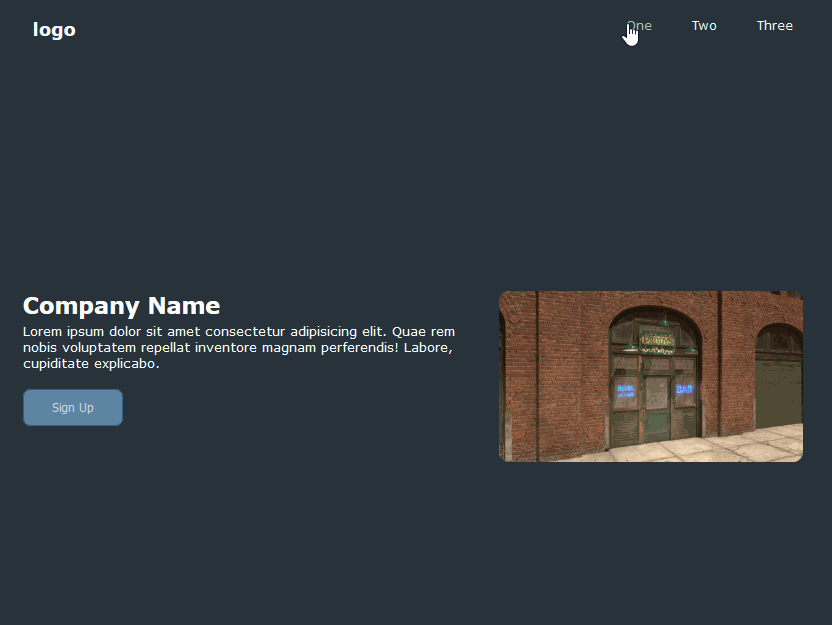 logo
One
Two
Three
Company Name
Lorem ipsum dolor sit amet consectetur adipisicing elit. Quae rem
nobis voluptatem repellat inventore magnam perferendis! Labore,
cupiditate explicabo.
Sign Up
BAR